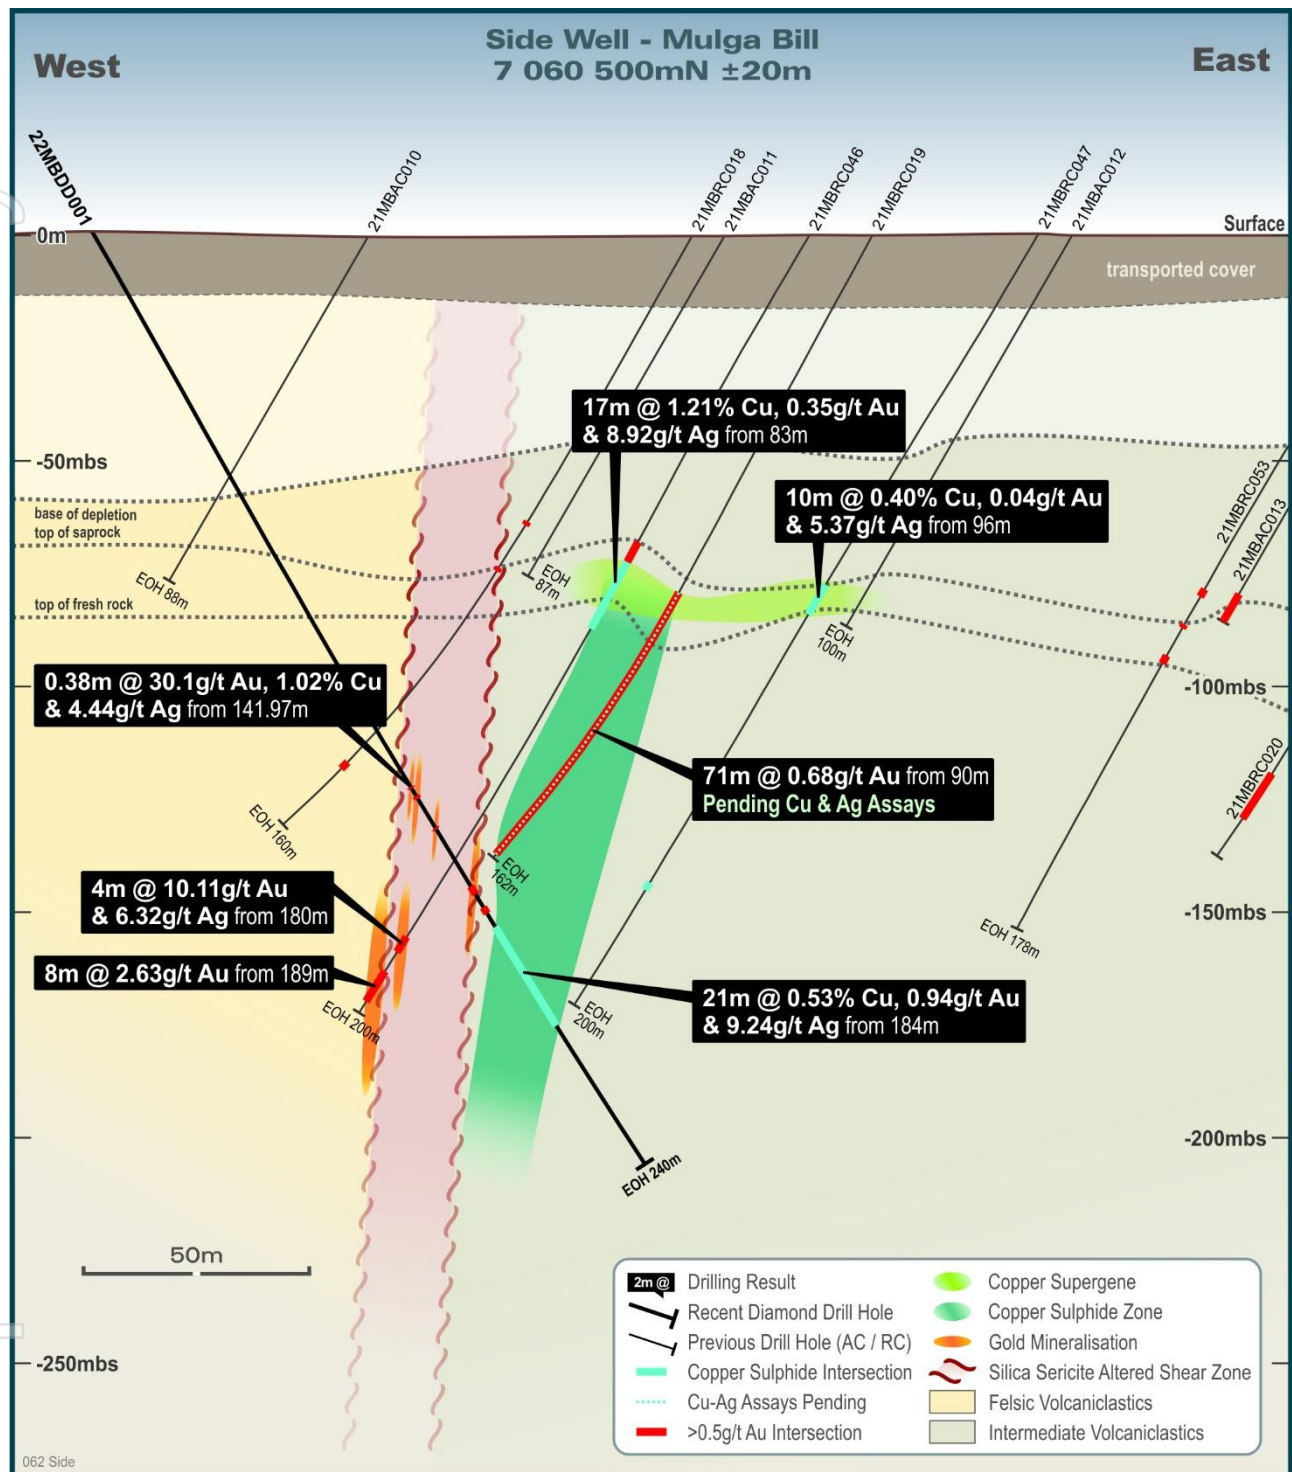 Side Well - Mulga Bill
7 060 500mN ±20m
West
East
22MBDD001
21MBAC010
21MBRC018
21MBAC011
21MBRC046
21MBRC019
21MBRC047
21MBAC012
0m
Surface
transported cover
17m @ 1.21% Cu, 0.35g/t Au
& 8.92g/t Ag from 83m
-50mbs
10m @ 0.40% Cu, 0.04g/t Au
& 5.37g/t Ag from 96m
21MBRC053
21MBAC013
base of depletion
top of saprock
EOH 88m
EOH
87m
top of fresh rock
EOH
100m
0.38m @ 30.1g/t Au, 1.02% Cu
& 4.44g/t Ag from 141.97m
-100mbs
71m @ 0.68g/t Au from 90m
Pending Cu & Ag Assays
21MBRC020
EOH 160m
EOH
162m
4m @ 10.11g/t Au
& 6.32g/t Ag from 180m
-150mbs
EOH 178m
8m @ 2.63g/t Au from 189m
EOH 200m
EOH
200m
21m @ 0.53% Cu, 0.94g/t Au
& 9.24g/t Ag from 184m
-200mbs
-200mbs
EOH 240m
50m
-250mbs
2m @
Drilling Result
Recent Diamond Drill Hole
Previous Drill Hole (AC / RC)
Copper Sulphide Intersection
Cu-Ag Assays Pending
>0.5g/t Au Intersection
Copper Supergene
Copper Sulphide Zone
Gold Mineralisation
Silica Sericite Altered Shear Zone
Felsic Volcaniclastics
Intermediate Volcaniclastics
062 Side